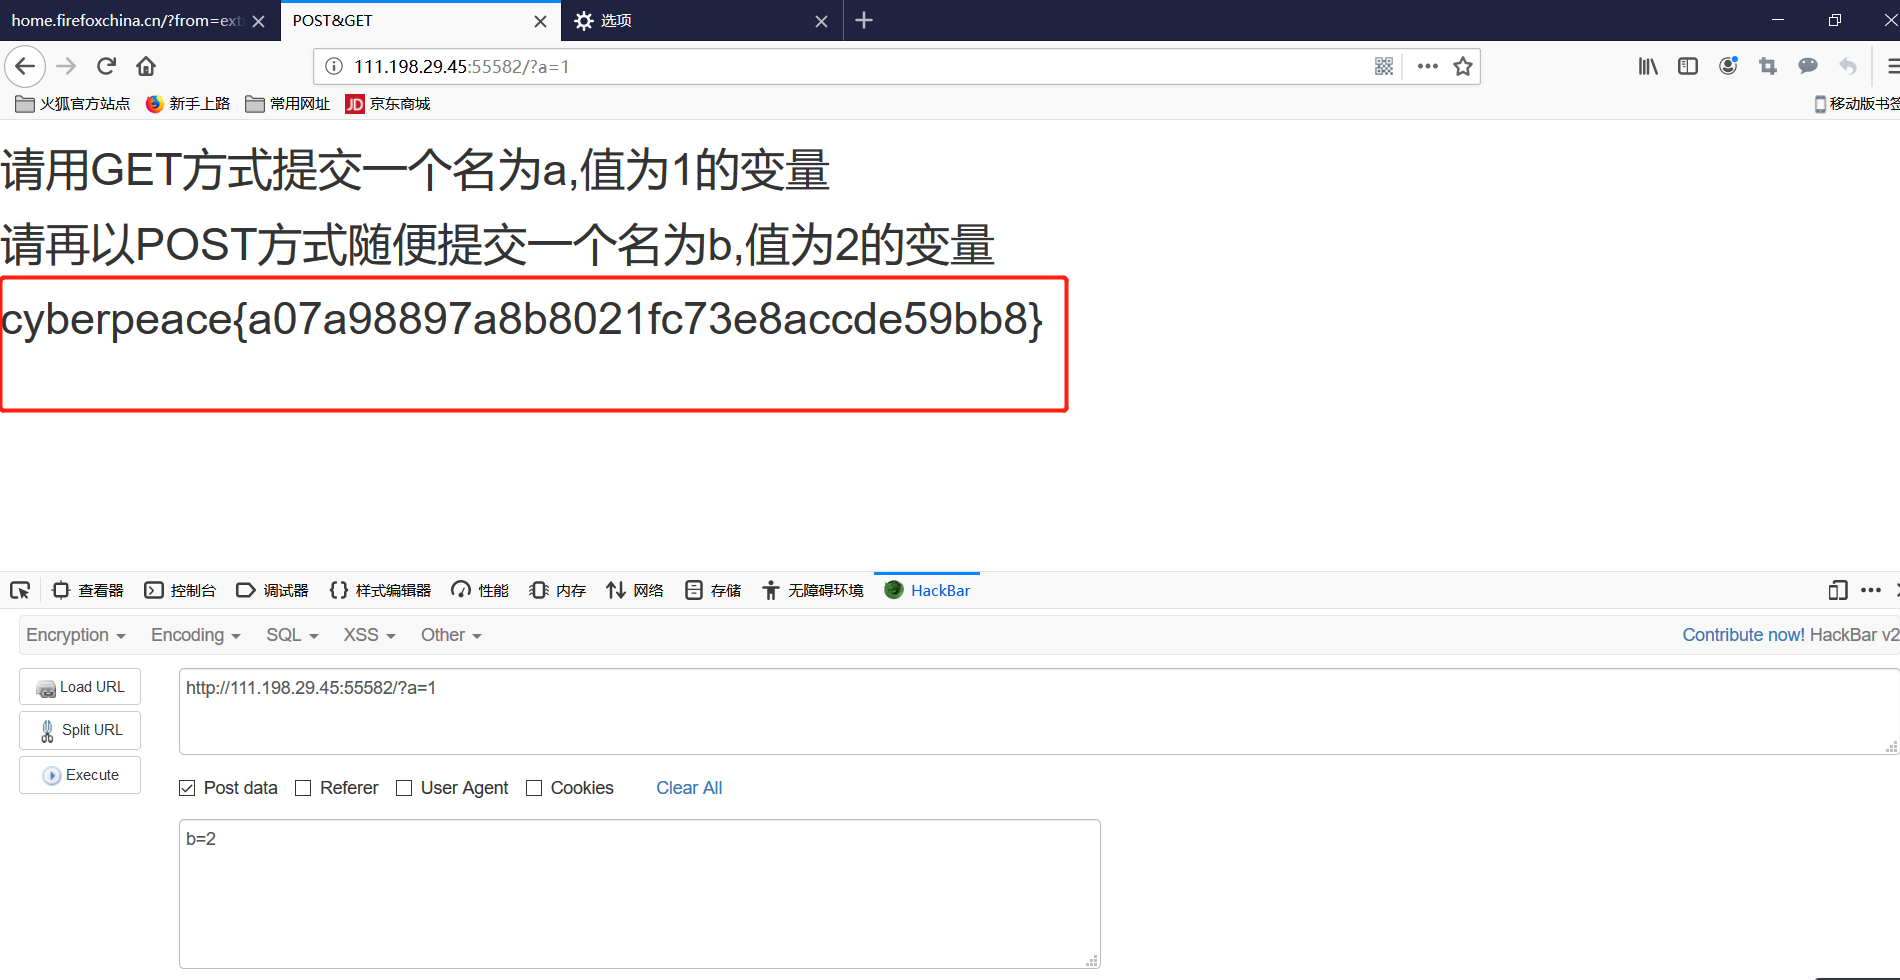 home.firefoxchina.cn/?from=ext
POST&GET
选项
111.198.29.45:55582/?a=1
火狐官方站点
新手上路
常用网址
JD
京东商城
移动版书签
请用GET方式提交一个名为a,值为1的变量
请再以POST方式随便提交一个名为b,值为2的变量
cyberpeace{a07a98897a8b8021fc73e8accde59bb8}
查看器
控制台
调试器
样式编辑器
性能
内存
网络
存储
无障碍环境
HackBar
Encryption
Encoding
SQL
XSS
Other
Contribute now! HackBar v2
Load URL
http://111.198.29.45:55582/?a=1
Split URL
Execute
Post data
Referer
User Agent
Cookies
Clear All
b=2